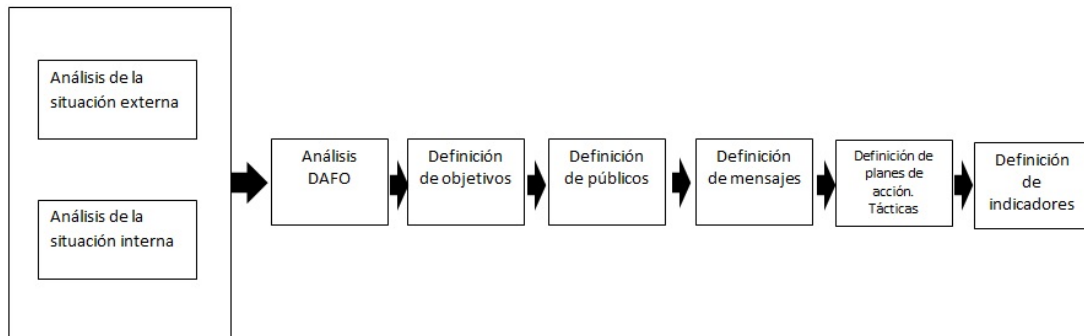 Análisis de la
situación externa
Análisis de la
situación interna
Análisis
DAFO
Definición
de objetivos
Definición
de públicos
Definición
de mensajes
Definición de
planes de
acción.
Tácticas
Definición
de
indicadores